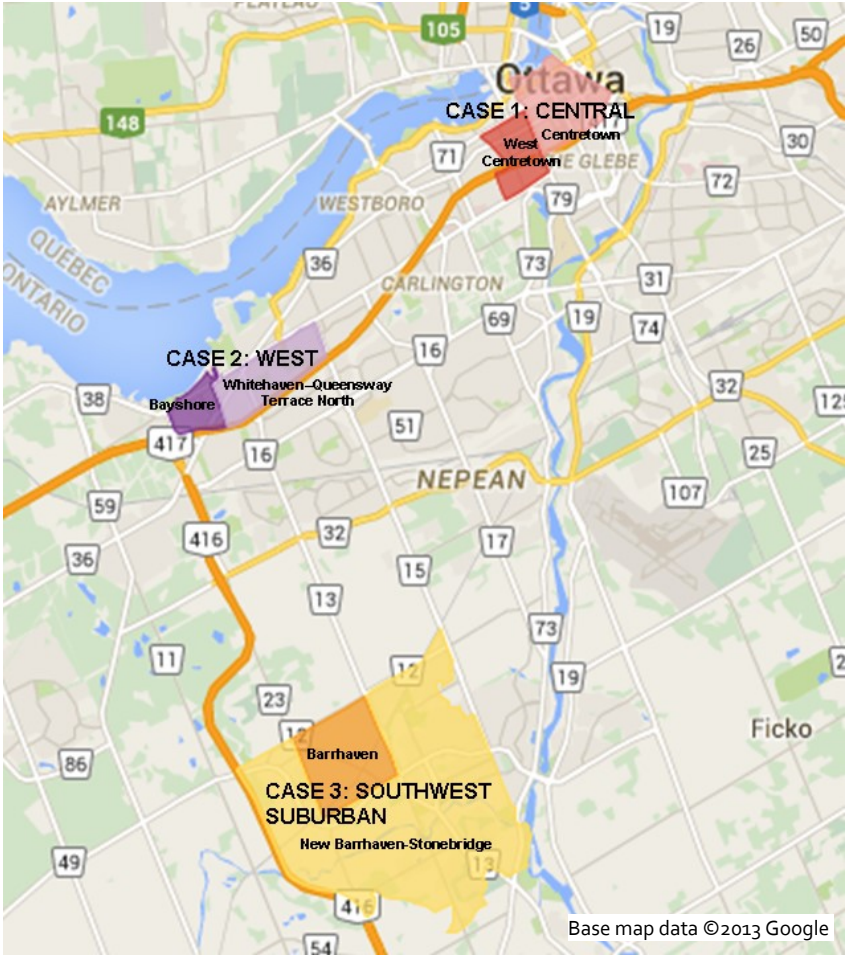 PLATEAU
5
105
19
26
50
Ottawa
148
CASE 1: CENTRAL
Centretown
West
Centretown
THE GLEBE
30
71
72
AYLMER
WESTBORO
79
QUÉBEC
ONTARIO
36
73
31
CARLINGTON
69
19
74
16
CASE 2: WEST
Whitehaven–Queensway
Terrace North
Bayshore
38
32
125
51
417
16
25
NEPEAN
107
59
416
32
17
36
15
13
73
11
12
19
2
23
12
Ficko
Barrhaven
86
CASE 3: SOUTHWEST
SUBURBAN
New Barrhaven-Stonebridge
49
13
416
Base map data ©2013 Google
54